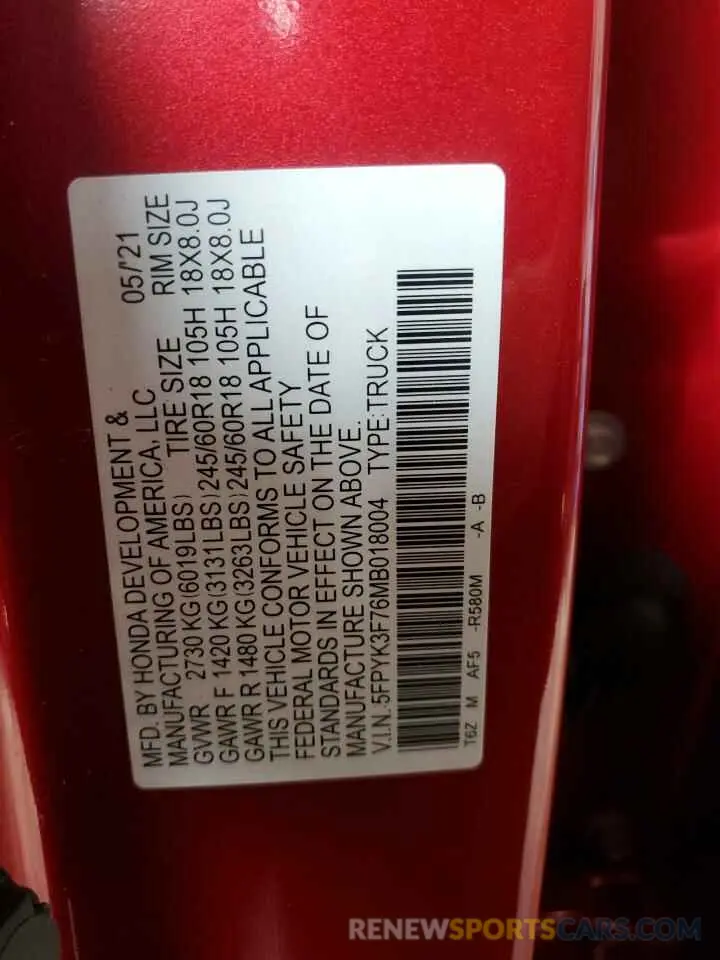 MFD. BY HONDA DEVELOPMENT & 05/'21
MANUFACTURING OF AMERICA, LLC
GVWR 2730 KG(6019LBS) TIRE SIZE RIM SIZE
GAWR F 1420 KG(3131LBS)245/60R18 105H 18X8.0J
GAWR R 1480 KG(3263LBS)245/60R18 105H 18X8.0J
THIS VEHICLE CONFORMS TO ALL APPLICABLE
FEDERAL MOTOR VEHICLE SAFETY
STANDARDS IN EFFECT ON THE DATE OF
MANUFACTURE SHOWN ABOVE.
V.I.N. 5FPYK3F76MB018004 TYPE:TRUCK
T6Z M AF5 -R580M -A -B
RENEWSPORTSCARS.COM